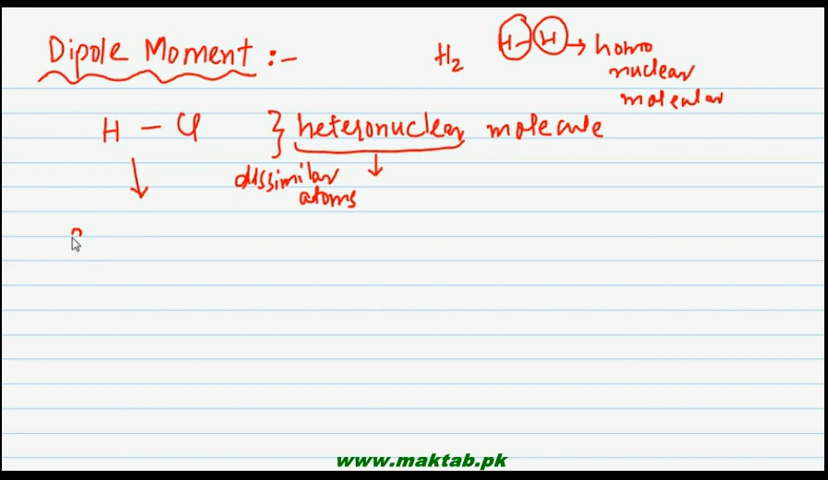 Dipole Moment :-
H2 H-H → homo
nuclear
molecular
H - Cl } heteronuclear molecule
dissimilar
atoms
www.maktab.pk